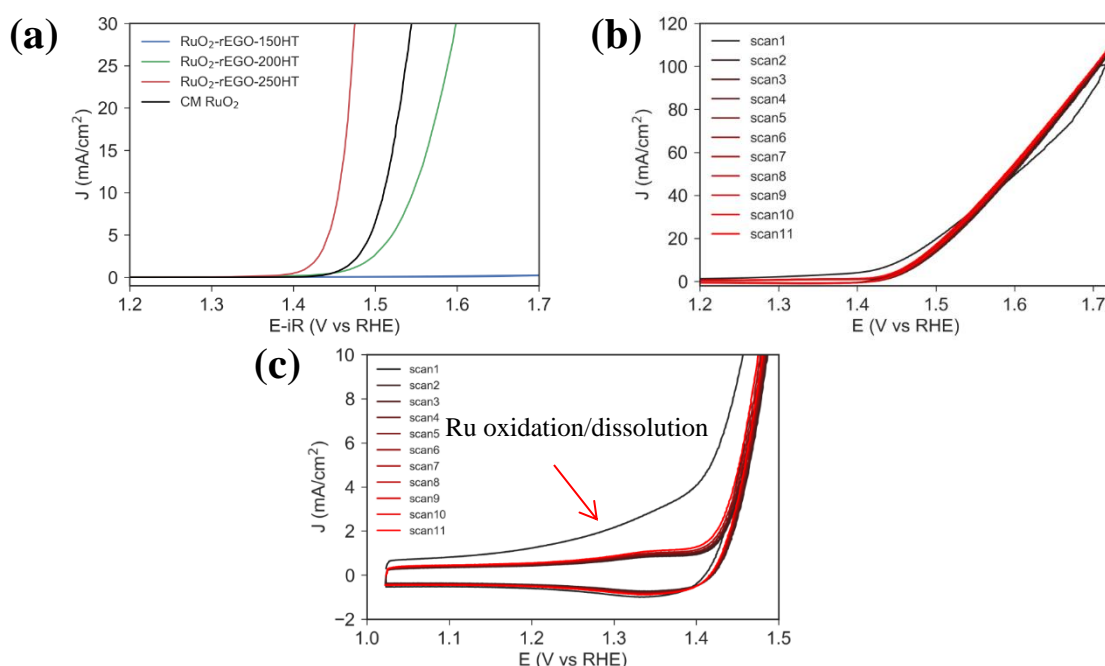 (a)
30
25
20
15
10
5
0
J (mA/cm²)
RuO₂-rEGO-150HT
RuO₂-rEGO-200HT
RuO₂-rEGO-250HT
CM RuO₂
1.2 1.3 1.4 1.5 1.6 1.7
E-iR (V vs RHE)
(b)
120
100
80
60
40
20
0
J (mA/cm²)
scan1
scan2
scan3
scan4
scan5
scan6
scan7
scan8
scan9
scan10
scan11
1.2 1.3 1.4 1.5 1.6 1.7
E (V vs RHE)
(c)
10
8
6
4
2
0
−2
J (mA/cm²)
scan1
scan2
scan3
scan4
scan5
scan6
scan7
scan8
scan9
scan10
scan11
Ru oxidation/dissolution
1.0 1.1 1.2 1.3 1.4 1.5
E (V vs RHE)